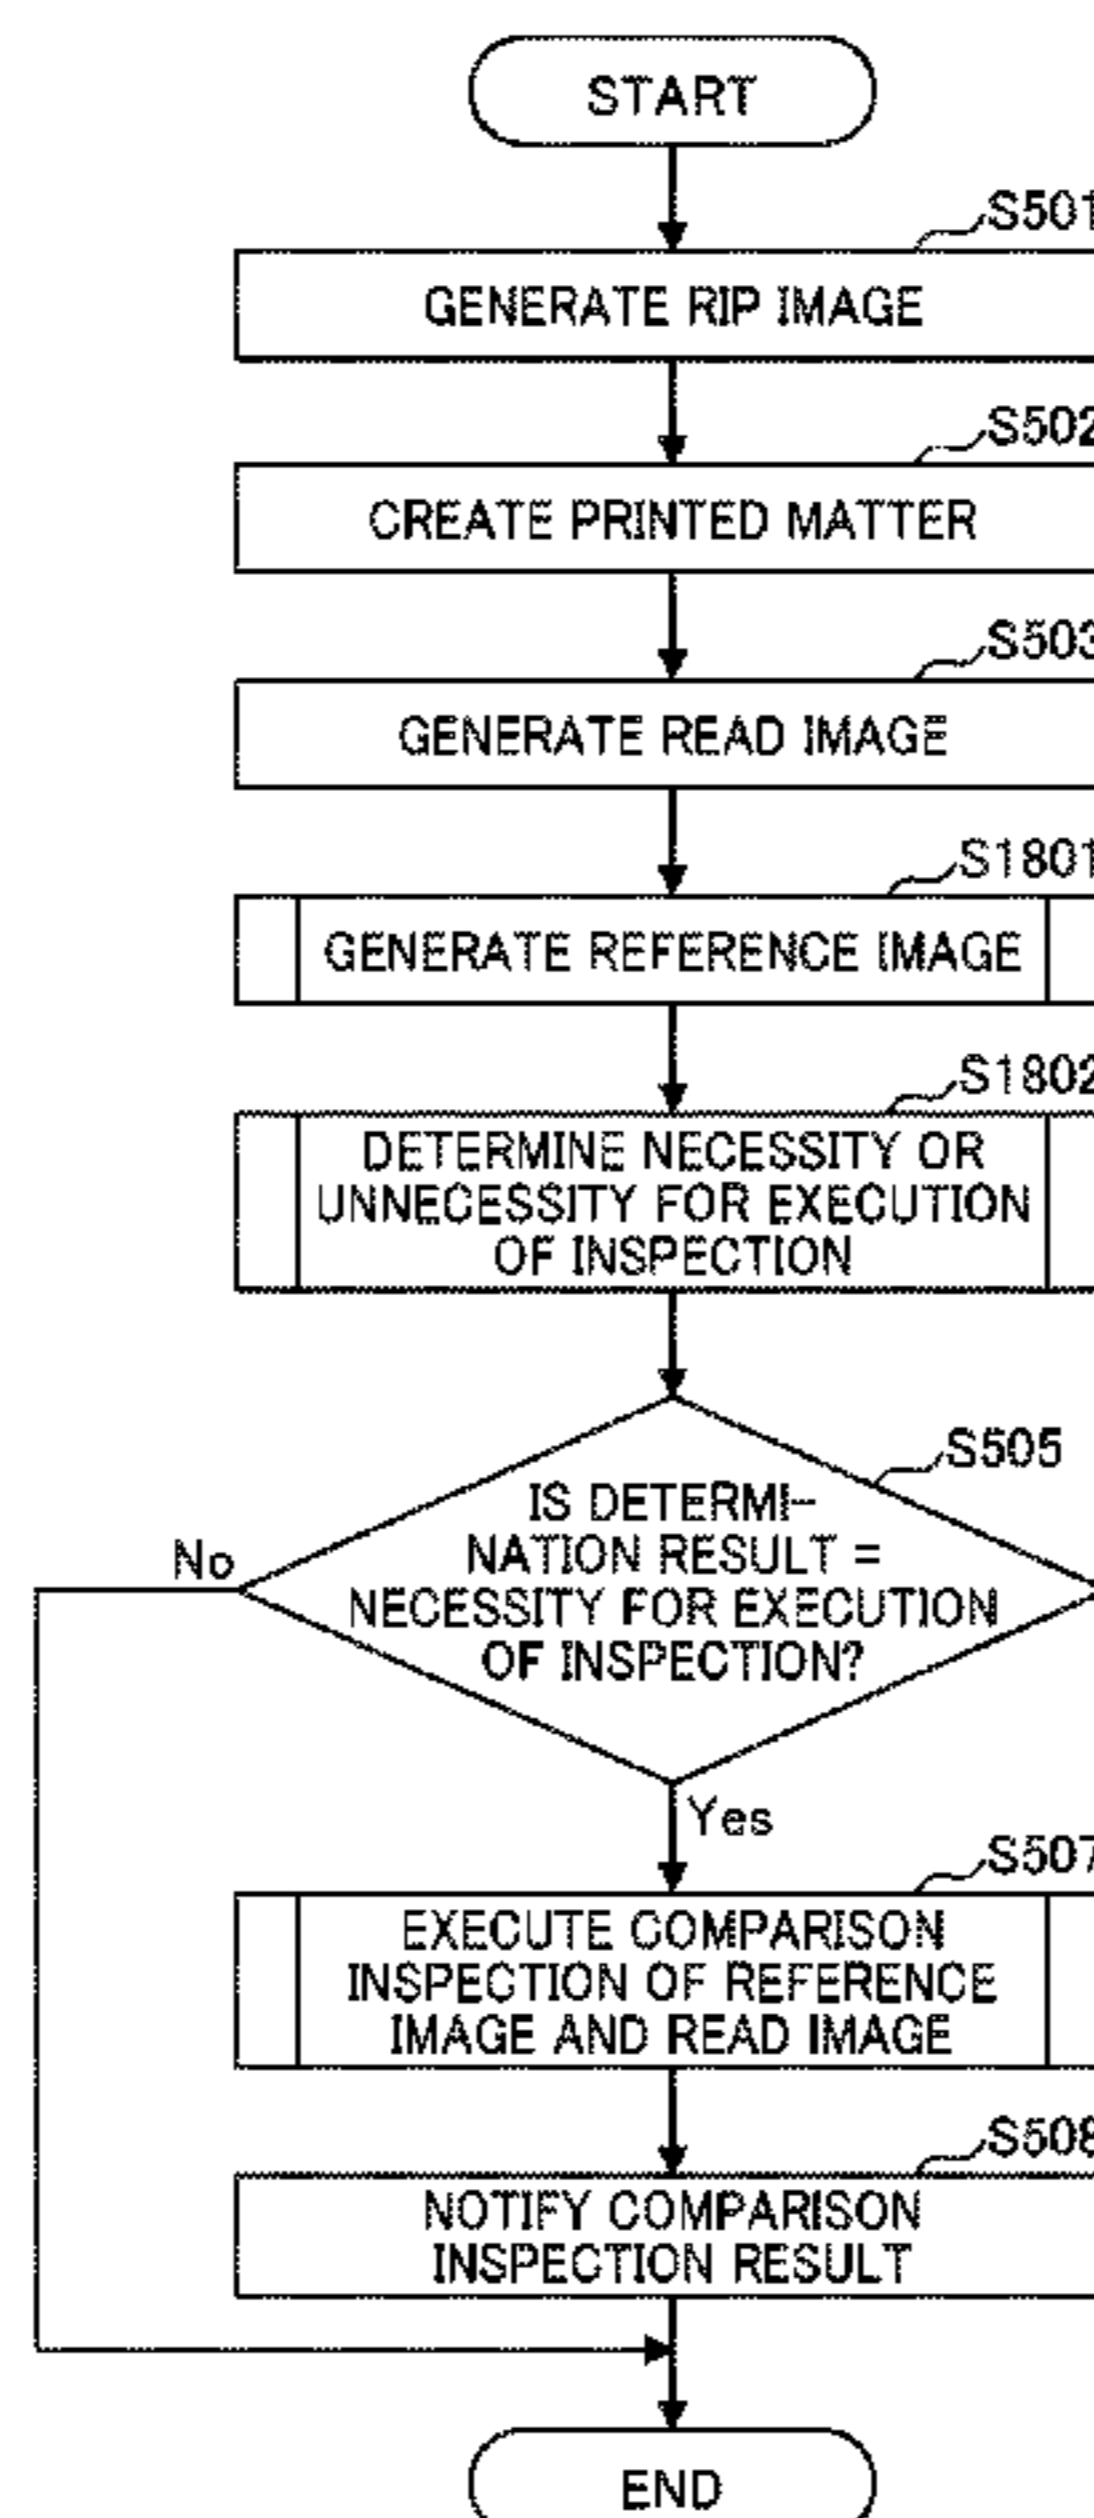 START
S501
GENERATE RIP IMAGE
S502
CREATE PRINTED MATTER
S503
GENERATE READ IMAGE
S1801
GENERATE REFERENCE IMAGE
S1802
DETERMINE NECESSITY OR
UNNECESSITY FOR EXECUTION
OF INSPECTION
S505
IS DETERMI-
NATION RESULT =
NECESSITY FOR EXECUTION
OF INSPECTION?
No
Yes
S507
EXECUTE COMPARISON
INSPECTION OF REFERENCE
IMAGE AND READ IMAGE
S508
NOTIFY COMPARISON
INSPECTION RESULT
END